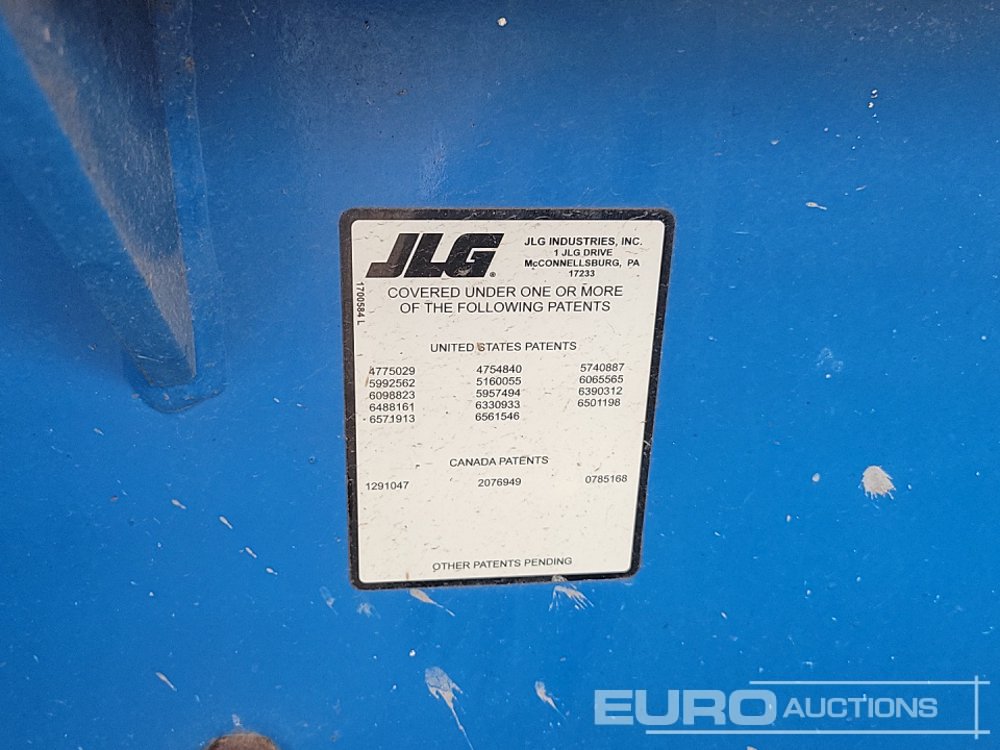 JLG®
JLG INDUSTRIES, INC.
1 JLG DRIVE
McCONNELLSBURG, PA
17233
1700584 L
COVERED UNDER ONE OR MORE
OF THE FOLLOWING PATENTS
UNITED STATES PATENTS
4775029 4754840 5740887
5992562 5160055 6065565
6098823 5957494 6390312
6488161 6330933 6501198
6571913 6561546
CANADA PATENTS
1291047 2076949 0785168
OTHER PATENTS PENDING
EURO AUCTIONS